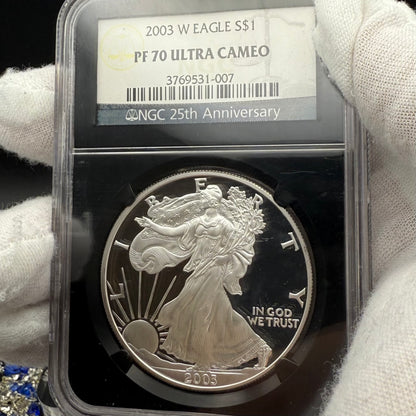 2003 W EAGLE S$1
PF 70 ULTRA CAMEO
3769531-007
NGC 25th Anniversary
LIBERTY
IN GOD
WE TRUST
2003